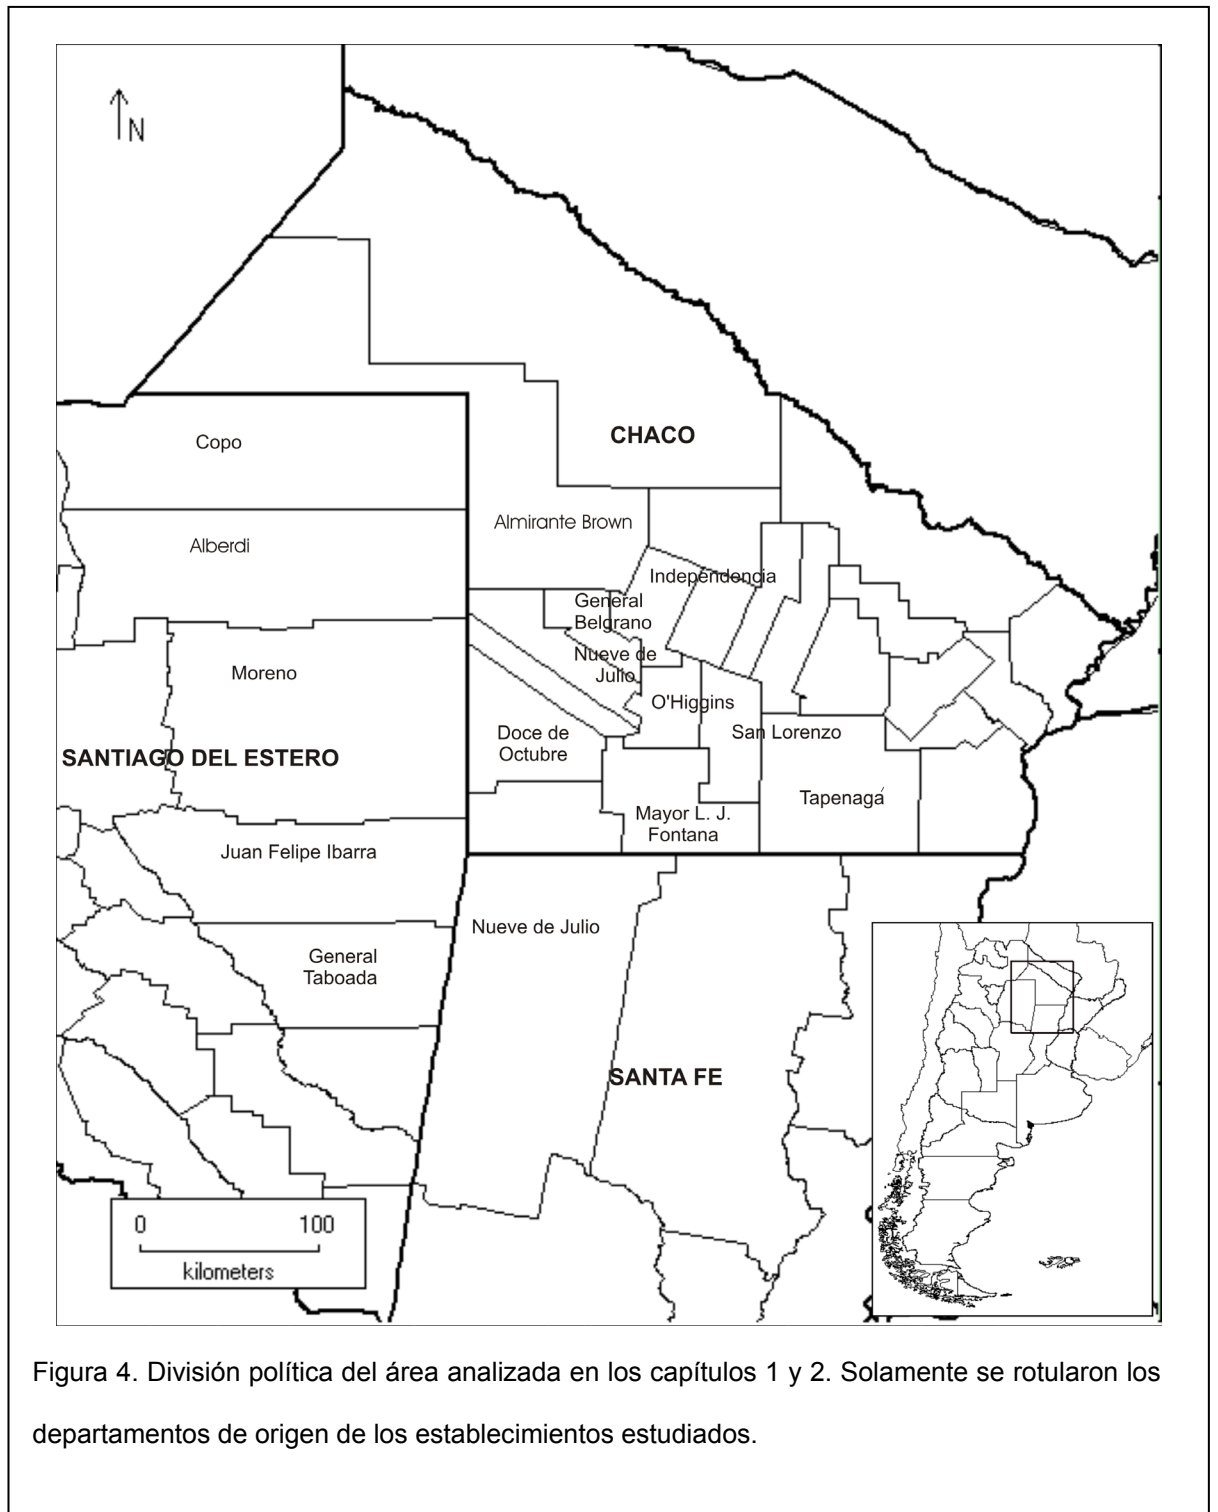 N
Copo
CHACO
Almirante Brown
Alberdi
Independencia
General
Belgrano
Nueve de
Julio
Moreno
O'Higgins
San Lorenzo
Doce de
Octubre
SANTIAGO DEL ESTERO
Tapenagá
Mayor L. J.
Fontana
Juan Felipe Ibarra
Nueve de Julio
General
Taboada
SANTA FE
0 100
kilometers
Figura 4. División política del área analizada en los capítulos 1 y 2. Solamente se rotularon los
departamentos de origen de los establecimientos estudiados.